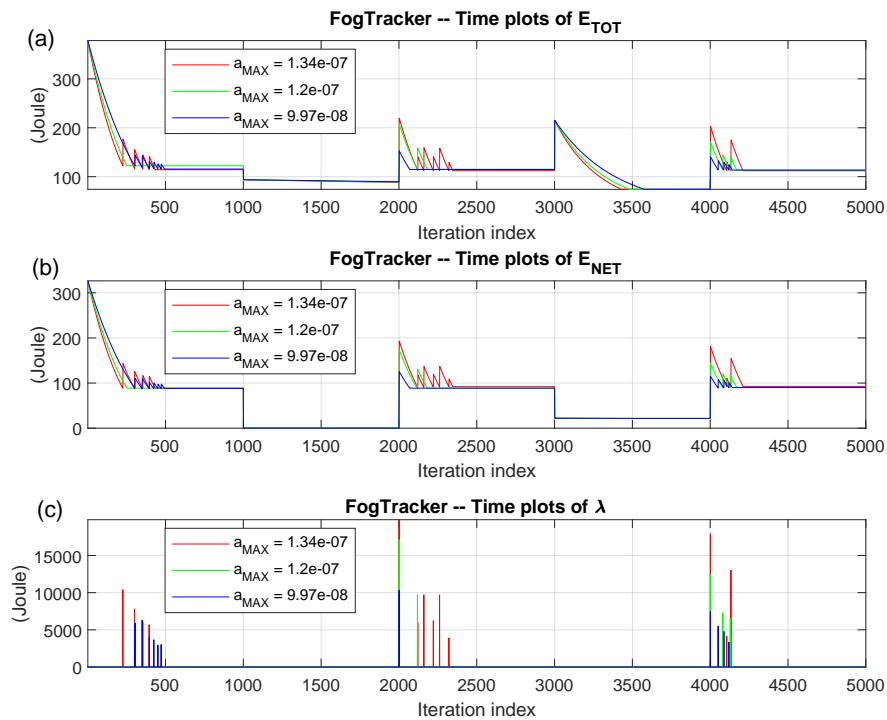 FogTracker -- Time plots of E_TOT
(a)
a_MAX = 1.34e-07
a_MAX = 1.2e-07
a_MAX = 9.97e-08
(Joule)
300
200
100
500 1000 1500 2000 2500 3000 3500 4000 4500 5000
Iteration index
FogTracker -- Time plots of E_NET
(b)
a_MAX = 1.34e-07
a_MAX = 1.2e-07
a_MAX = 9.97e-08
(Joule)
300
200
100
0
500 1000 1500 2000 2500 3000 3500 4000 4500 5000
Iteration index
FogTracker -- Time plots of λ
(c)
a_MAX = 1.34e-07
a_MAX = 1.2e-07
a_MAX = 9.97e-08
(Joule)
15000
10000
5000
0
500 1000 1500 2000 2500 3000 3500 4000 4500 5000
Iteration index